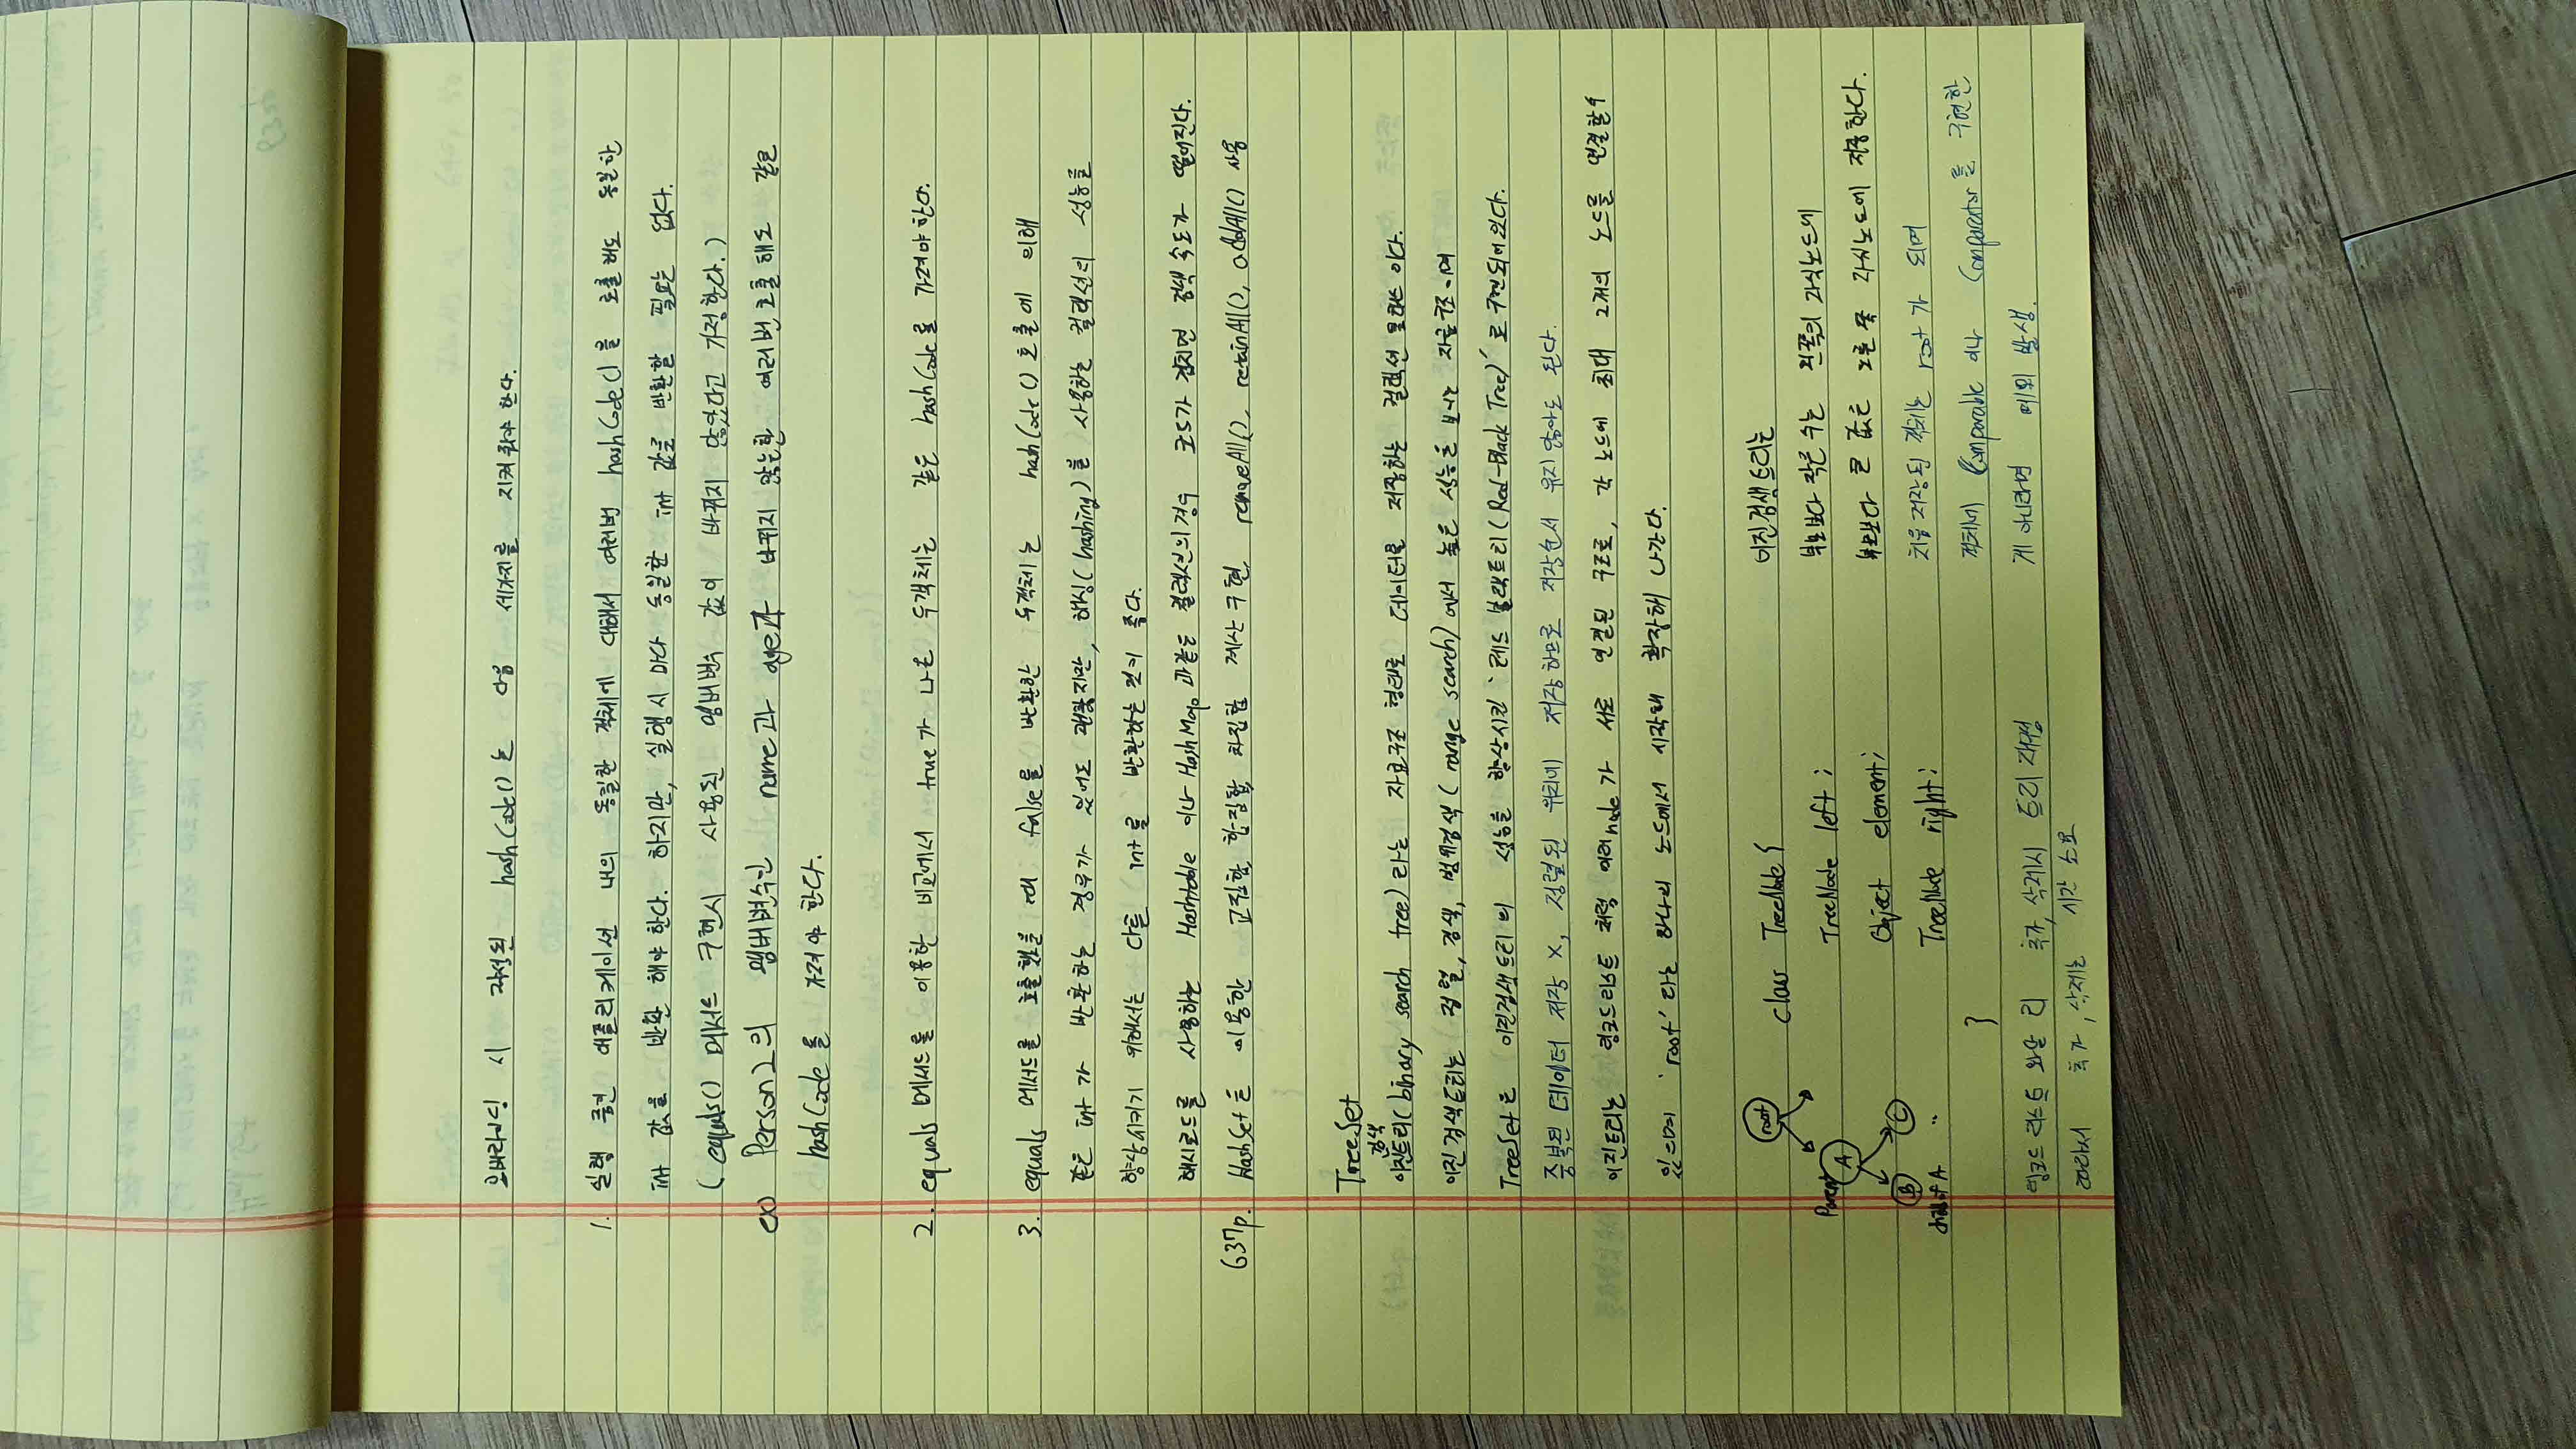 오버라이딩 시 작성된 hashCode()는 다음 세가지를 지켜 줘야 한다.
1. 실행 중인 애플리케이션 내의 동일한 객체에 대해서 여러번 hashCode()를 호출해도 동일한
int 값을 반환 해야 한다. 하지만, 실행시 마다 동일한 int 값을 반환할 필요는 없다.
( equals() 메서드 구현시 사용된 멤버변수 값이 바뀌지 않았다고 가정한다. )
ex) Person2의 멤버변수인 name과 age가 바뀌지 않는한 여러번 호출해도 같은
hashCode를 가져야 한다.
2. equals 메서드를 이용한 비교에서 true가 나온 두객체는 같은 hashCode를 가져야한다.
3. equals 메서드를 호출했을 때 false를 반환한 두객체는 hashCode() 호출에 의해
같은 int가 반환하는 경우가 있어도 괜찮지만, 해싱(hashing)을 사용하는 컬렉션의 성능을
향상시키기 위해서는 다른 int를 반환하는 것이 좋다.
해시코드를 사용하는 Hashtable 이나 HashMap과같은 컬렉션의경우 코드가 겹치면 검색 속도가 떨어진다.
637p. HashSet을 이용한 교집합, 합집합, 차집합 계산 구현, removeAll(), retainAll(), addAll() 사용
TreeSet
이진검색트리(binary search tree)라는 자료구조 형태로 데이터를 저장하는 컬렉션 클래스 이다.
이진 검색트리는 정렬, 검색, 범위검색( range search)에서 높은 성능을 보이는 자료구조 이며
TreeSet은 이진검색트리의 성능을 향상시킨 '레드 블랙트리(Red-Black Tree)'로 구현되어있다.
중복된 데이터 저장 X, 정렬된 위치에 저장하므로 저장순서 유지 않아도 된다.
이진트리는 링크드리스트 처럼 여러node가 서로 연결된 구조로, 각 노드에 최대 2개의 노드를 연결할수
있으며 'root'라는 하나의 노드에서 시작돼 확장해 나간다.
root
Parent
A
B C
child of A "
class TreeNode {
TreeNode left ;
Object element;
TreeNode right ;
}
링크드 리스트 와달리 추가, 삭제시 트리 재구성
따라서 추가, 삭제는 시간 소요
이진검색트리는
부모보다 작은 수는 왼쪽의 자식노드에
부모보다 큰 값은 오른쪽 자식노드에 저장한다.
처음 저장된 객체는 root가 되며
객체에 Comparable 이나 Comparator를 구현한
게 아니라면 예외 발생.